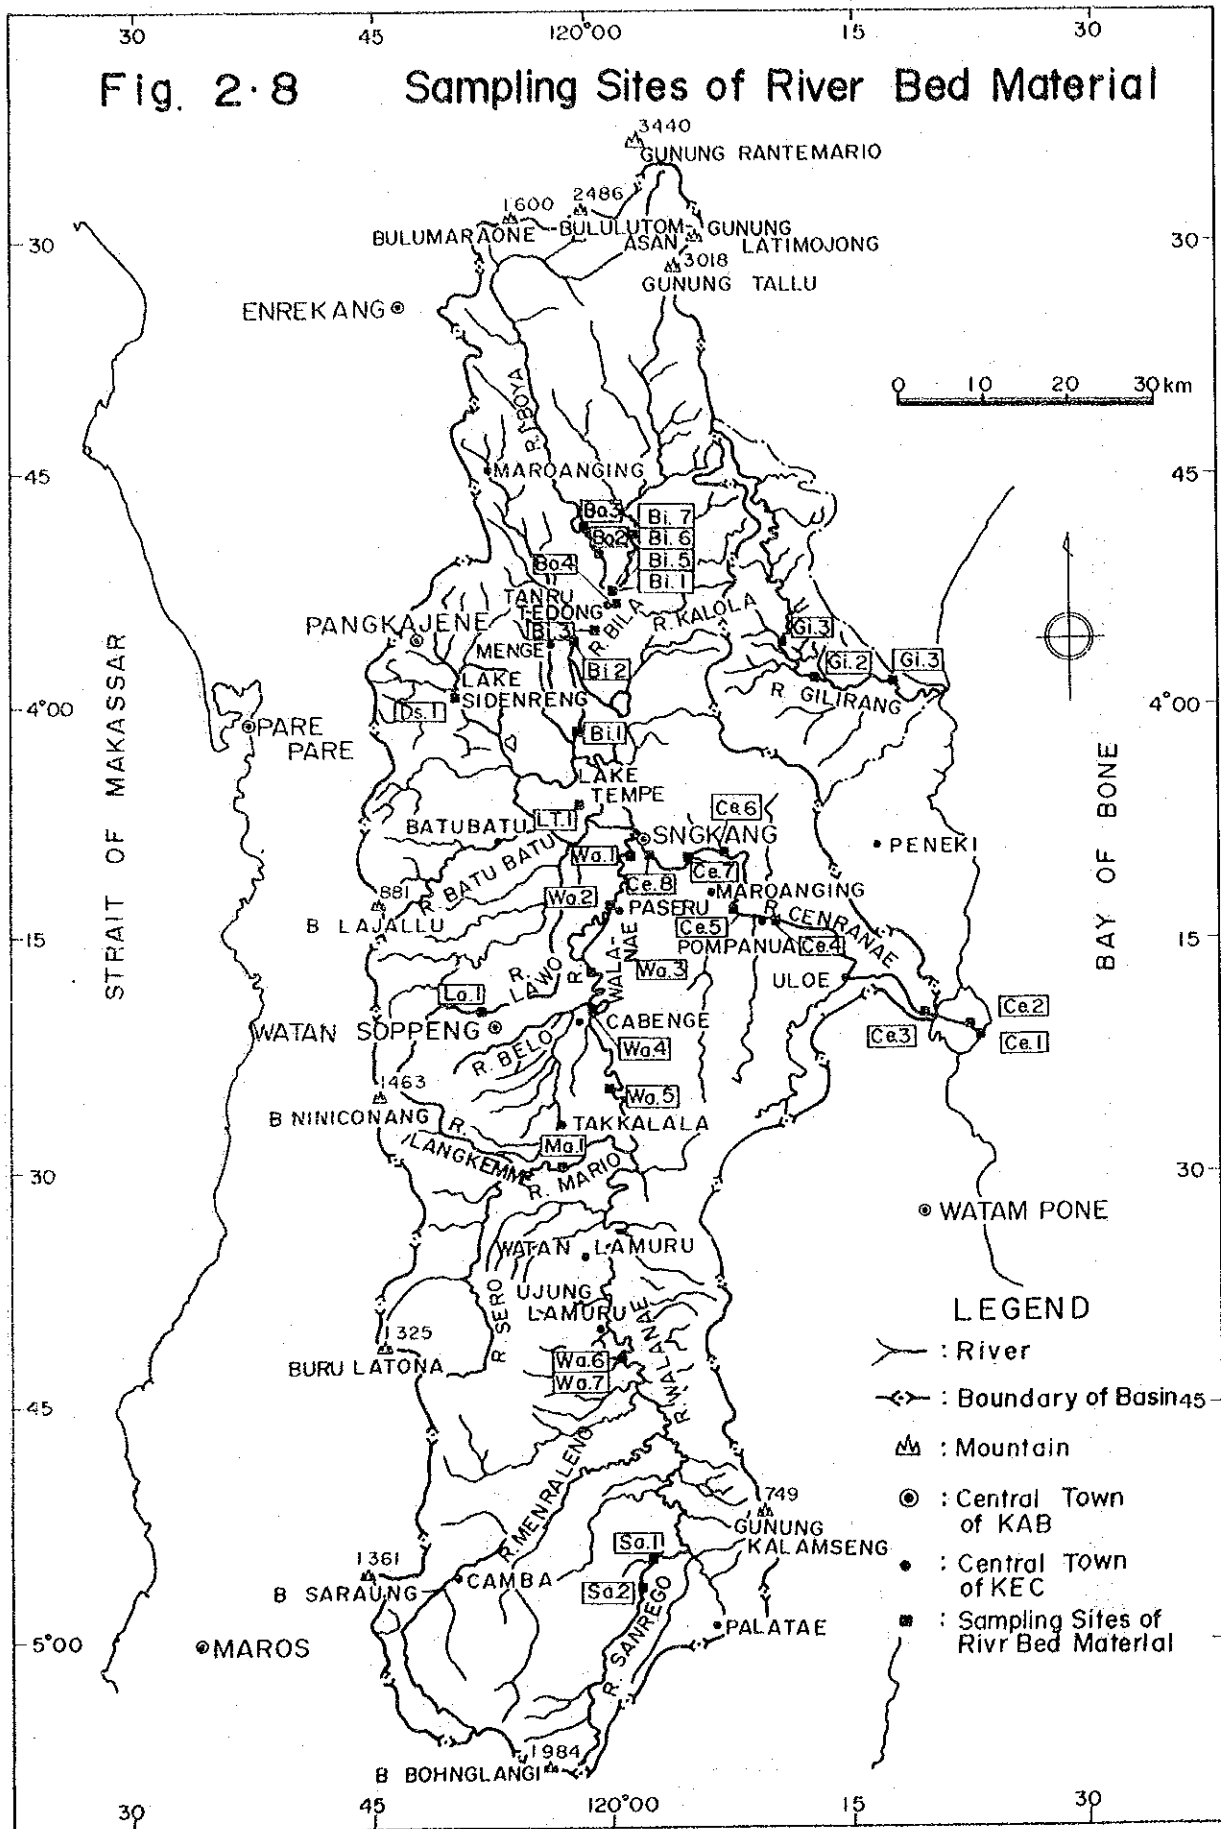 30
45
120°00
15
30
Fig. 2·8 Sampling Sites of River Bed Material
3440
GUNUNG RANTEMARIO
1600
2486
BULUMARAONE
BULULUTOM-
ASAN
GUNUNG
LATIMOJONG
30
30
3018
GUNUNG TALLU
ENREKANG
0 10 20 30km
R. BOYA
MAROANGING
45
45
Bo.3
Bo.2
Bi.7
Bi.6
Bi.5
Bi.1
Bo.4
TANRU
TEDONG
R. BILA
R. KALOLA
PANGKAJENE
Bi.3
MENGE
Bi.2
Gi.3
Gi.2
Gi.3
R. GILIRANG
LAKE
SIDENRENG
Ds.1
4°00
4°00
PARE
PARE
Bi.1
LAKE
TEMPE
STRAIT OF MAKASSAR
BAY OF BONE
LT.1
BATUBATU
R. BATU BATU
SNGKANG
Ce.6
PENEKI
Wa.1
Ce.8
Ce.7
MAROANGING
881
B LAJALLU
Wa.2
PASERU
R. CENRANAE
Ce.5
POMPANUA
Ce.4
15
15
R. WALA-
NAE
Wa.3
ULOE
R.
LAWO
La.1
WATAN SOPPENG
CABENGE
Ce.2
Ce.3
Ce.1
R. BELO
Wa.4
1463
B NINICONANG
Wa.5
TAKKALALA
R.
LANGKEMME
Ma.1
R. MARIO
30
30
WATAM PONE
WATAN LAMURU
UJUNG
LAMURU
R. SERO
R. WALANAE
1325
BURU LATONA
Wa.6
Wa.7
LEGEND
: River
: Boundary of Basin
45
45
: Mountain
: Central Town
of KAB
: Central Town
of KEC
: Sampling Sites of
Rivr Bed Material
R. MENRALENG
749
GUNUNG
KALAMSENG
1361
B SARAUNG
CAMBA
Sa.1
Sa.2
R. SANREGO
PALATAE
5°00
MAROS
1984
B BOHNGLANGI
30
45
120°00
15
30